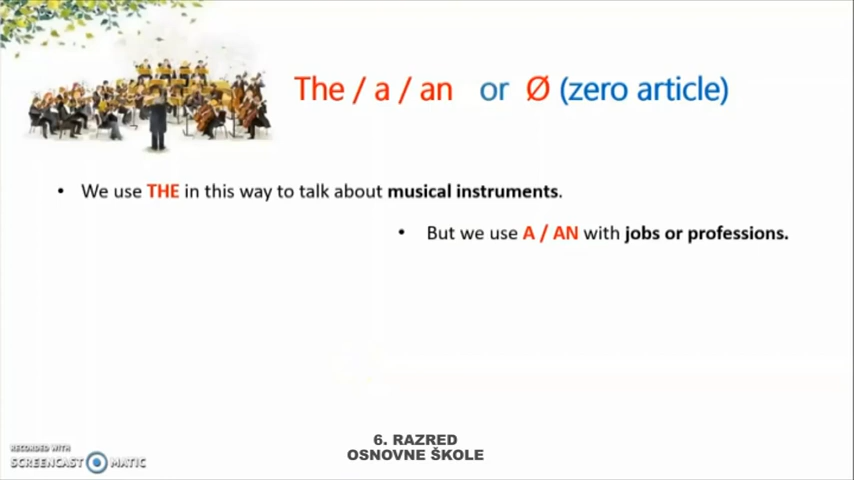 The / a / an or Ø (zero article)
• We use THE in this way to talk about musical instruments.
• But we use A / AN with jobs or professions.
6. RAZRED
OSNOVNE ŠKOLE
RECORDED WITH
SCREENCAST MATIC